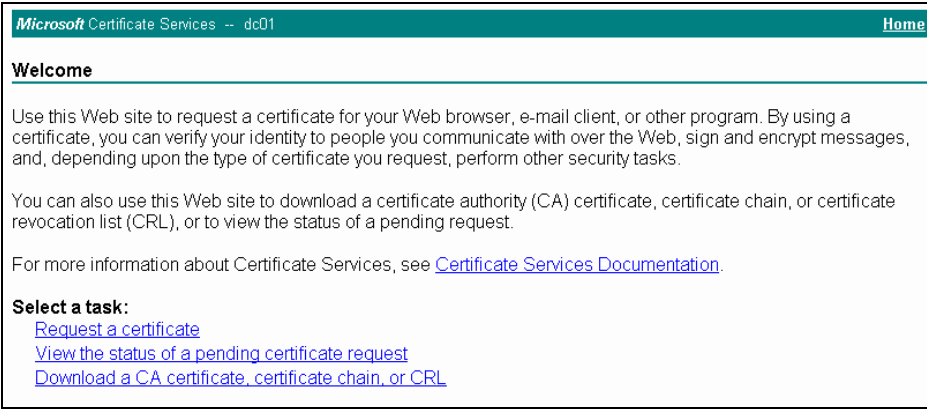 Microsoft Certificate Services -- dc01 Home
Welcome
Use this Web site to request a certificate for your Web browser, e-mail client, or other program. By using a
certificate, you can verify your identity to people you communicate with over the Web, sign and encrypt messages,
and, depending upon the type of certificate you request, perform other security tasks.
You can also use this Web site to download a certificate authority (CA) certificate, certificate chain, or certificate
revocation list (CRL), or to view the status of a pending request.
For more information about Certificate Services, see Certificate Services Documentation.
Select a task:
Request a certificate
View the status of a pending certificate request
Download a CA certificate, certificate chain, or CRL